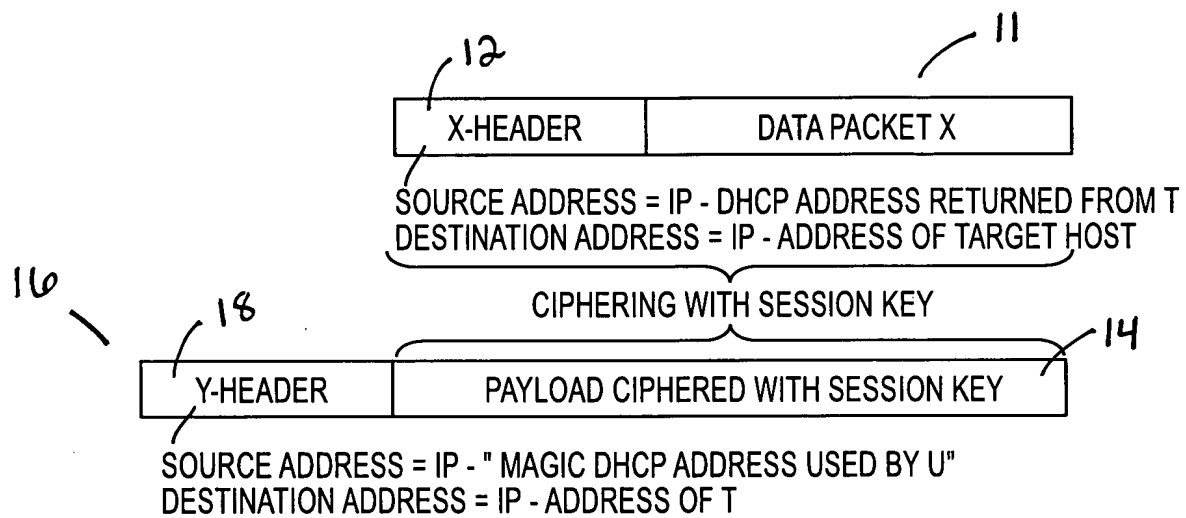 12
11
X-HEADER DATA PACKET X
SOURCE ADDRESS = IP - DHCP ADDRESS RETURNED FROM T
DESTINATION ADDRESS = IP - ADDRESS OF TARGET HOST
CIPHERING WITH SESSION KEY
16
18
14
Y-HEADER PAYLOAD CIPHERED WITH SESSION KEY
SOURCE ADDRESS = IP - " MAGIC DHCP ADDRESS USED BY U"
DESTINATION ADDRESS = IP - ADDRESS OF T